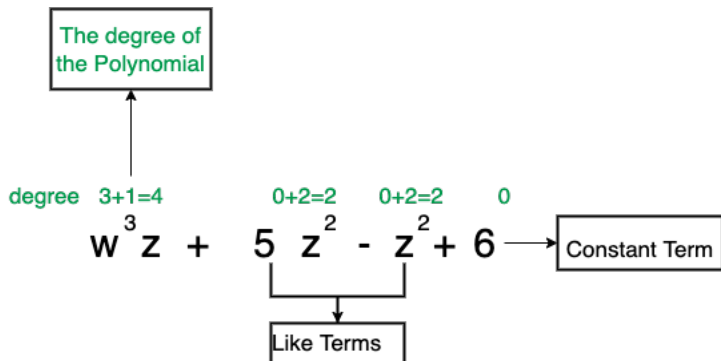 The degree of
the Polynomial
degree 3+1=4 0+2=2 0+2=2 0
w³z + 5 z² - z² + 6
Constant Term
Like Terms